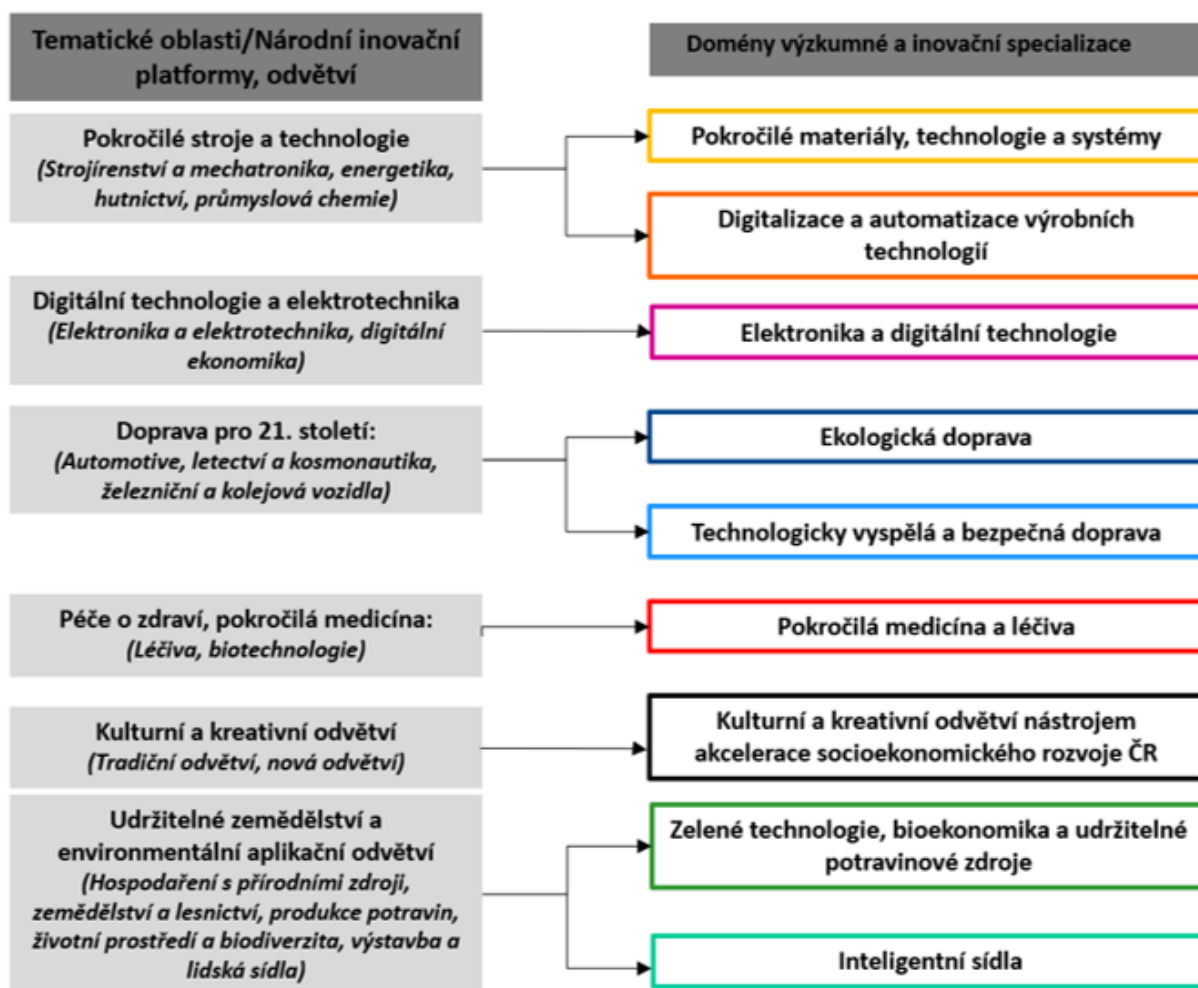 Tematické oblasti/Národní inovační
platformy, odvětví
Domény výzkumné a inovační specializace
Pokročilé stroje a technologie
(Strojírenství a mechatronika, energetika,
hutnictví, průmyslová chemie)
Pokročilé materiály, technologie a systémy
Digitalizace a automatizace výrobních
technologií
Digitální technologie a elektrotechnika
(Elektronika a elektrotechnika, digitální
ekonomika)
Elektronika a digitální technologie
Doprava pro 21. století:
(Automotive, letectví a kosmonautika,
železniční a kolejová vozidla)
Ekologická doprava
Technologicky vyspělá a bezpečná doprava
Péče o zdraví, pokročilá medicína:
(Léčiva, biotechnologie)
Pokročilá medicína a léčiva
Kulturní a kreativní odvětví
(Tradiční odvětví, nová odvětví)
Kulturní a kreativní odvětví nástrojem
akcelerace socioekonomického rozvoje ČR
Udržitelné zemědělství a
environmentální aplikační odvětví
(Hospodaření s přírodními zdroji,
zemědělství a lesnictví, produkce potravin,
životní prostředí a biodiverzita, výstavba a
lidská sídla)
Zelené technologie, bioekonomika a udržitelné
potravinové zdroje
Inteligentní sídla